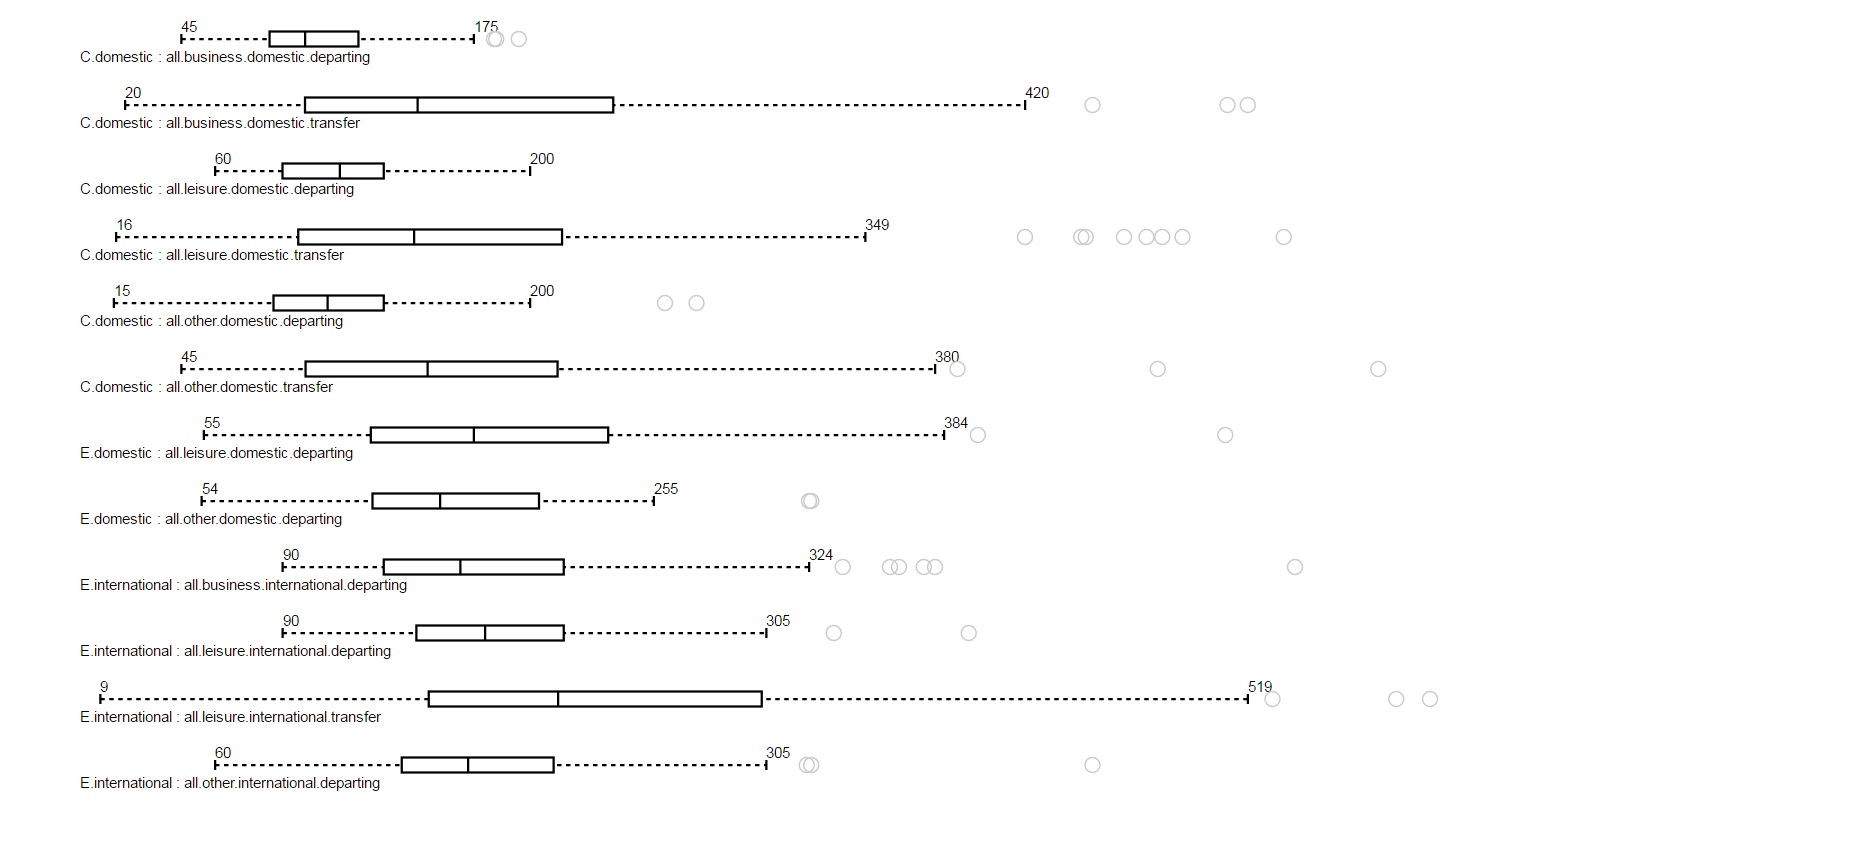 45 175
C.domestic : all.business.domestic.departing
20 420
C.domestic : all.business.domestic.transfer
60 200
C.domestic : all.leisure.domestic.departing
16 349
C.domestic : all.leisure.domestic.transfer
15 200
C.domestic : all.other.domestic.departing
45 380
C.domestic : all.other.domestic.transfer
55 384
E.domestic : all.leisure.domestic.departing
54 255
E.domestic : all.other.domestic.departing
90 324
E.international : all.business.international.departing
90 305
E.international : all.leisure.international.departing
9 519
E.international : all.leisure.international.transfer
60 305
E.international : all.other.international.departing